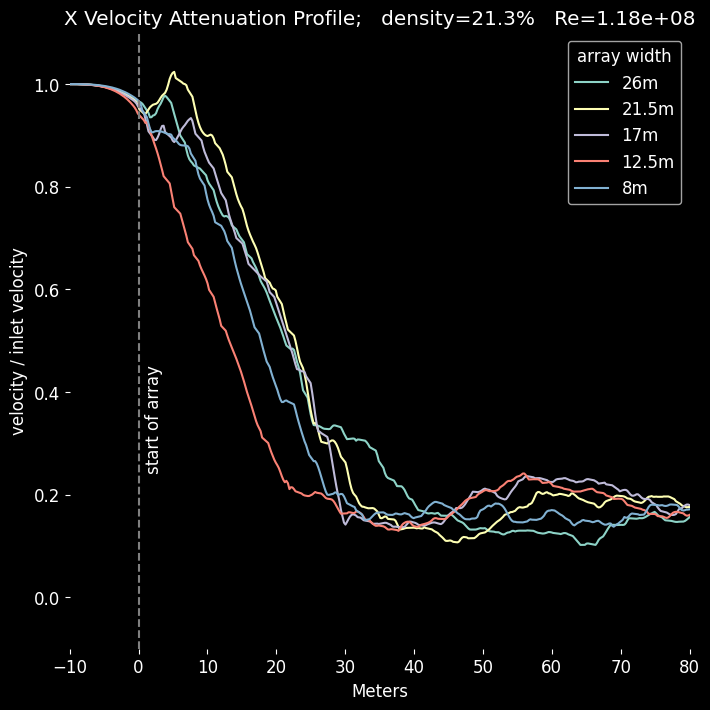 X Velocity Attenuation Profile;   density=21.3%   Re=1.18e+08
array width
26m
21.5m
17m
12.5m
8m
velocity / inlet velocity
1.0
0.8
0.6
0.4
0.2
0.0
start of array
−10 0 10 20 30 40 50 60 70 80
Meters